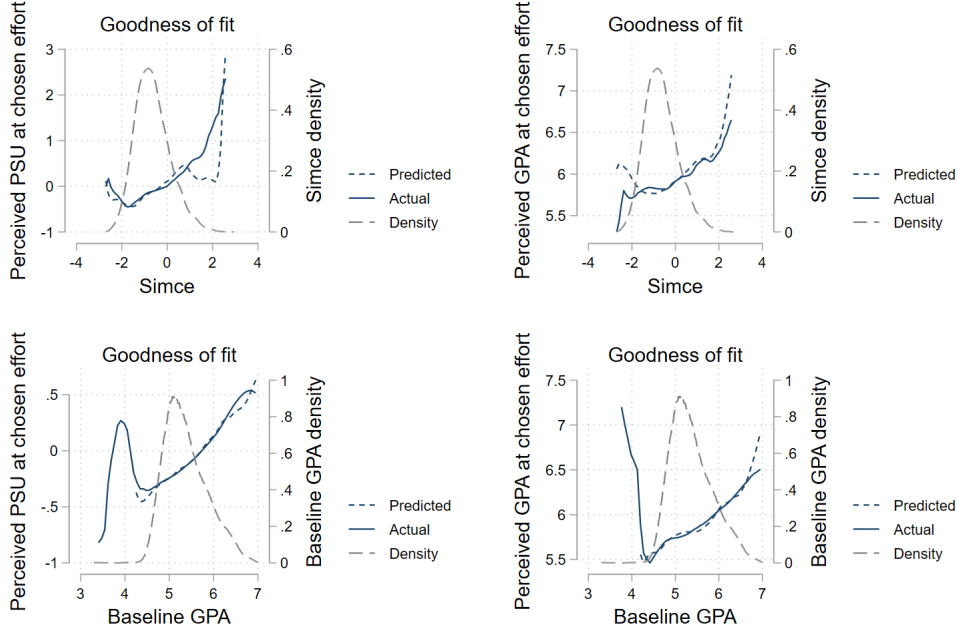 Goodness of fit
Perceived PSU at chosen effort
3
2
1
0
-1
.6
.4
.2
0
Simce density
-4
-2
0
2
4
Simce
Predicted
Actual
Density
Goodness of fit
Perceived GPA at chosen effort
7.5
7
6.5
6
5.5
.6
.4
.2
0
Simce density
-4
-2
0
2
4
Simce
Predicted
Actual
Density
Goodness of fit
Perceived PSU at chosen effort
.5
0
-.5
-1
1
.8
.6
.4
.2
0
Baseline GPA density
3
4
5
6
7
Baseline GPA
Predicted
Actual
Density
Goodness of fit
Perceived GPA at chosen effort
7.5
7
6.5
6
5.5
1
.8
.6
.4
.2
0
Baseline GPA density
3
4
5
6
7
Baseline GPA
Predicted
Actual
Density